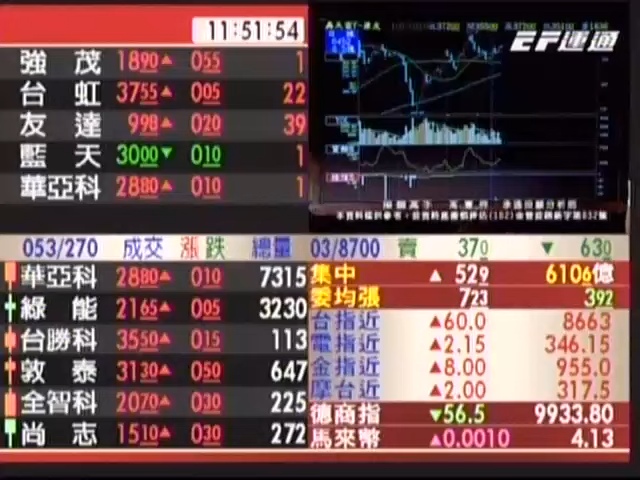 11:51:54
強茂 1890▲ 055 1
台虹 3755▲ 005 22
友達 998▲ 020 39
藍天 3000▼ 010 1
華亞科 2880▲ 010 1
EF運通
053/270 成交 漲跌 總量
華亞科 2880▲ 010 7315
綠能 2165▲ 005 3230
台勝科 3550▲ 015 113
敦泰 3130▲ 050 647
全智科 2070▲ 030 225
尚志 1510▲ 030 272
03/8700 賣 370 ▼ 630
集中 ▲ 529 6106億
委均張 723 392
台指近 ▲60.0 8663
電指近 ▲2.15 346.15
金指近 ▲8.00 955.0
摩台近 ▲2.00 317.5
德商指 ▼56.5 9933.80
馬來幣 ▲0.0010 4.13